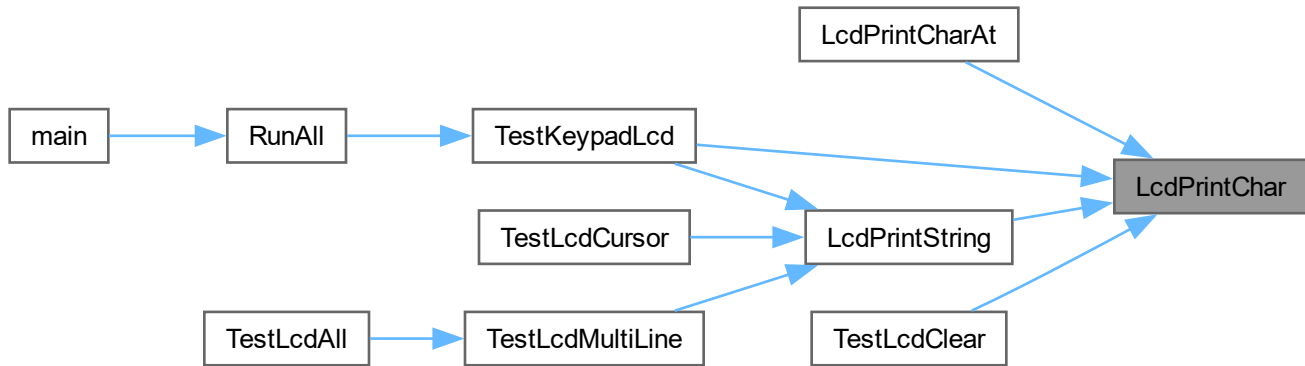 LcdPrintCharAt
main
RunAll
TestKeypadLcd
LcdPrintChar
TestLcdCursor
LcdPrintString
TestLcdAll
TestLcdMultiLine
TestLcdClear